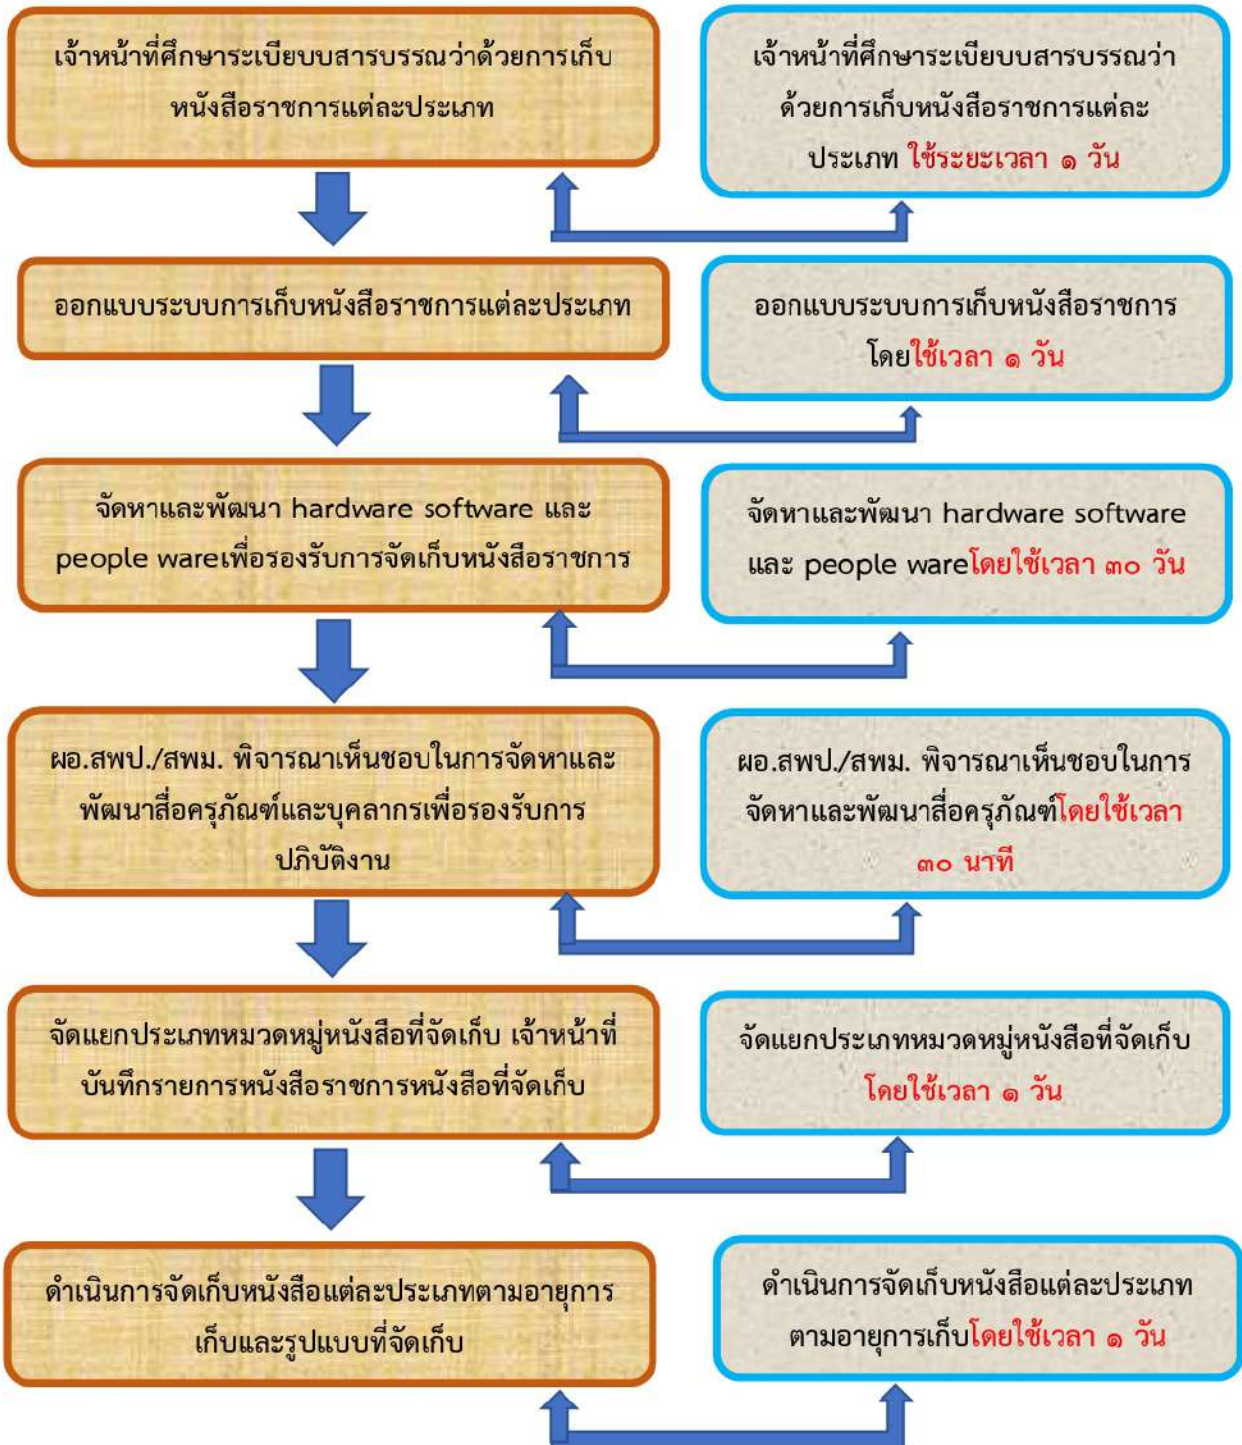 เจ้าหน้าที่ศึกษาระเบียบบสารบรรณว่าด้วยการเก็บ
หนังสือราชการแต่ละประเภท
เจ้าหน้าที่ศึกษาระเบียบบสารบรรณว่า
ด้วยการเก็บหนังสือราชการแต่ละ
ประเภท ใช้ระยะเวลา ๑ วัน
ออกแบบระบบการเก็บหนังสือราชการแต่ละประเภท
ออกแบบระบบการเก็บหนังสือราชการ
โดยใช้เวลา ๑ วัน
จัดหาและพัฒนา hardware software และ
people wareเพื่อรองรับการจัดเก็บหนังสือราชการ
จัดหาและพัฒนา hardware software
และ people wareโดยใช้เวลา ๓๐ วัน
ผอ.สพป./สพม. พิจารณาเห็นชอบในการจัดหาและ
พัฒนาสื่อครุภัณฑ์และบุคลากรเพื่อรองรับการ
ปภิบัติงาน
ผอ.สพป./สพม. พิจารณาเห็นชอบในการ
จัดหาและพัฒนาสื่อครุภัณฑ์โดยใช้เวลา
๓๐ นาที
จัดแยกประเภทหมวดหมู่หนังสือที่จัดเก็บ เจ้าหน้าที่
บันทึกรายการหนังสือราชการหนังสือที่จัดเก็บ
จัดแยกประเภทหมวดหมู่หนังสือที่จัดเก็บ
โดยใช้เวลา ๑ วัน
ดำเนินการจัดเก็บหนังสือแต่ละประเภทตามอายุการ
เก็บและรูปแบบที่จัดเก็บ
ดำเนินการจัดเก็บหนังสือแต่ละประเภท
ตามอายุการเก็บโดยใช้เวลา ๑ วัน